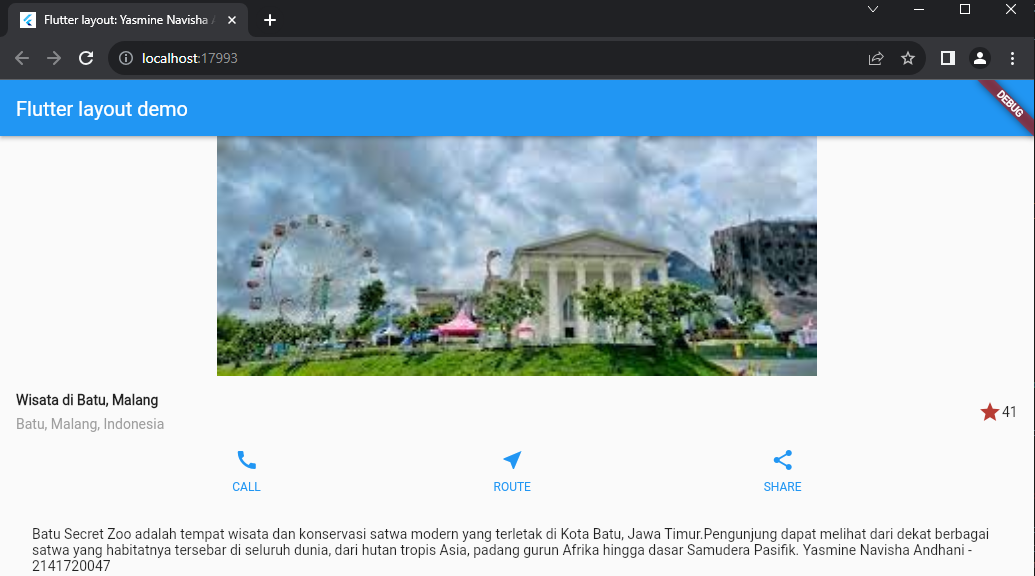 Flutter layout: Yasmine Navisha
localhost:17993
Flutter layout demo
DEBUG
Wisata di Batu, Malang
Batu, Malang, Indonesia
41
CALL
ROUTE
SHARE
Batu Secret Zoo adalah tempat wisata dan konservasi satwa modern yang terletak di Kota Batu, Jawa Timur.Pengunjung dapat melihat dari dekat berbagai
satwa yang habitatnya tersebar di seluruh dunia, dari hutan tropis Asia, padang gurun Afrika hingga dasar Samudera Pasifik. Yasmine Navisha Andhani -
2141720047